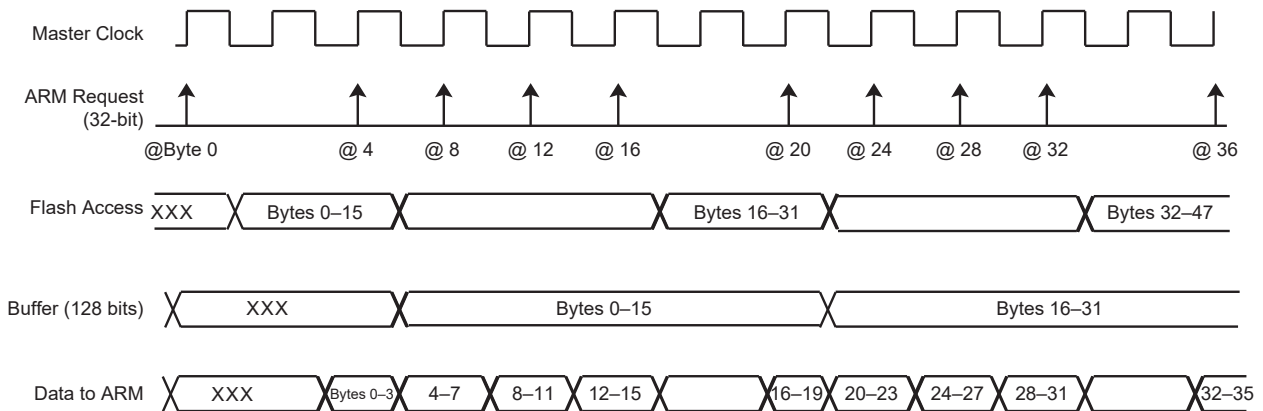 Master Clock
ARM Request
(32-bit)
@Byte 0 @ 4 @ 8 @ 12 @ 16 @ 20 @ 24 @ 28 @ 32 @ 36
Flash Access XXX Bytes 0–15 Bytes 16–31 Bytes 32–47
Buffer (128 bits) XXX Bytes 0–15 Bytes 16–31
Data to ARM XXX Bytes 0–3 4–7 8–11 12–15 16–19 20–23 24–27 28–31 32–35